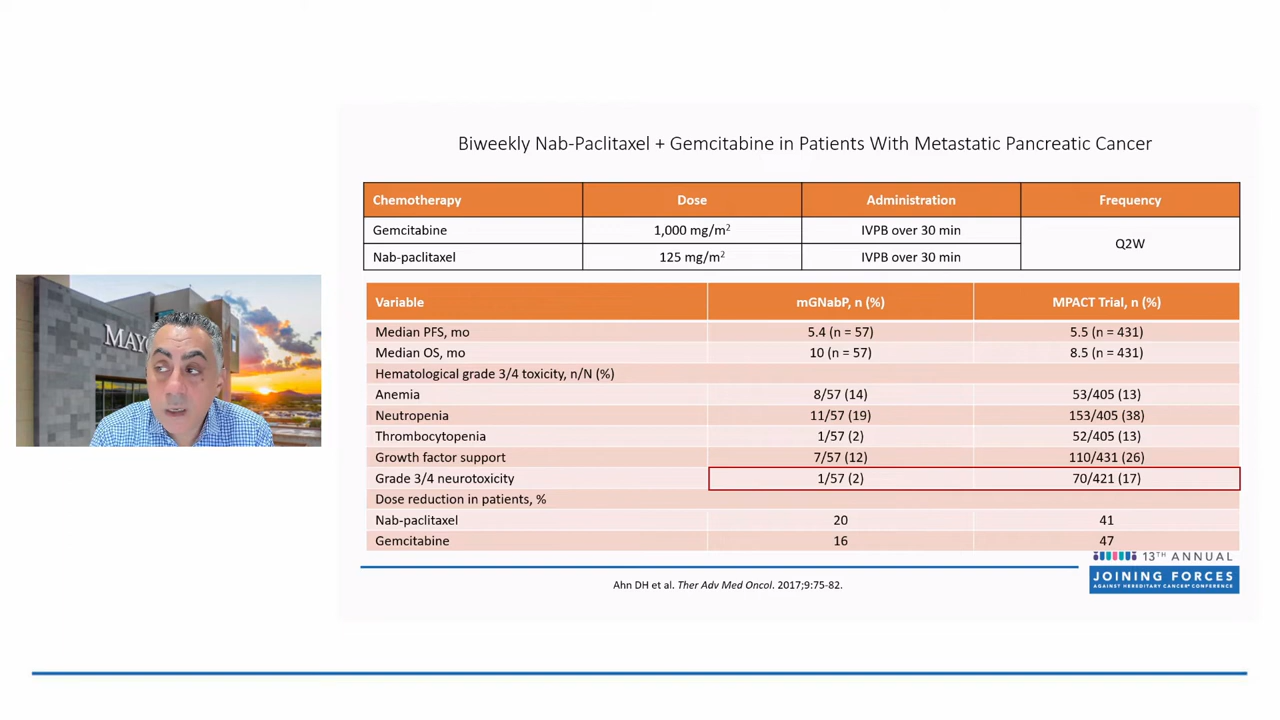 Biweekly Nab-Paclitaxel + Gemcitabine in Patients With Metastatic Pancreatic Cancer
Chemotherapy Dose Administration Frequency
Gemcitabine 1,000 mg/m² IVPB over 30 min Q2W
Nab-paclitaxel 125 mg/m² IVPB over 30 min
Variable mGNabP, n (%) MPACT Trial, n (%)
Median PFS, mo 5.4 (n = 57) 5.5 (n = 431)
Median OS, mo 10 (n = 57) 8.5 (n = 431)
Hematological grade 3/4 toxicity, n/N (%)
Anemia 8/57 (14) 53/405 (13)
Neutropenia 11/57 (19) 153/405 (38)
Thrombocytopenia 1/57 (2) 52/405 (13)
Growth factor support 7/57 (12) 110/431 (26)
Grade 3/4 neurotoxicity 1/57 (2) 70/421 (17)
Dose reduction in patients, %
Nab-paclitaxel 20 41
Gemcitabine 16 47
13TH ANNUAL
JOINING FORCES
AGAINST HEREDITARY CANCER® CONFERENCE
Ahn DH et al. Ther Adv Med Oncol. 2017;9:75-82.
MAY